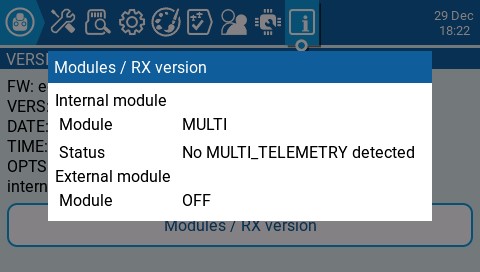 29 Dec
18:22
VERS
Modules / RX version
FW: e
VERS:
DATE:
TIME:
OPTS
intern
Internal module
Module MULTI
Status No MULTI_TELEMETRY detected
External module
Module OFF
Modules / RX version